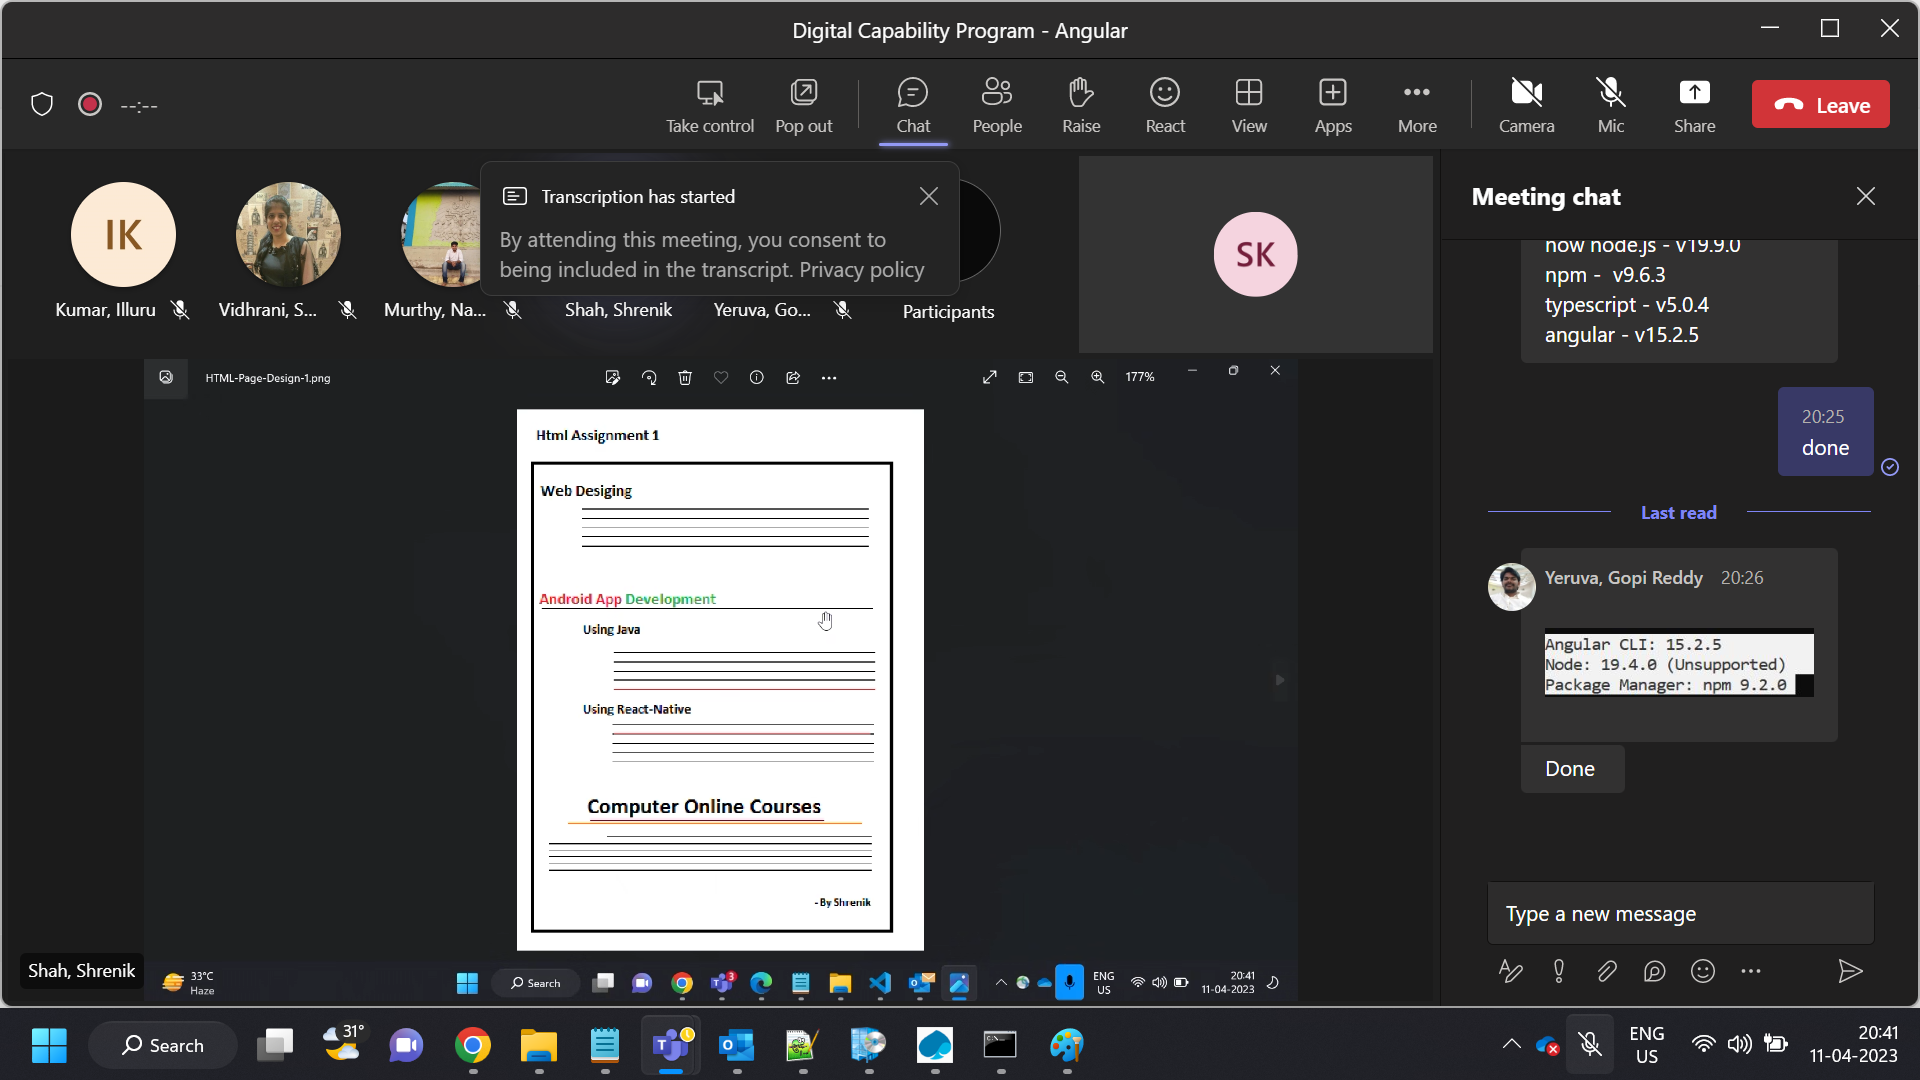 Digital Capability Program - Angular
--:--
Take control
Pop out
Chat
People
Raise
React
View
Apps
More
Camera
Mic
Share
Leave
IK
Transcription has started
By attending this meeting, you consent to
being included in the transcript. Privacy policy
Kumar, Illuru
Vidhrani, S...
Murthy, Na...
Shah, Shrenik
Yeruva, Go...
Participants
SK
Meeting chat
now node.js - v19.9.0
npm - v9.6.3
typescript - v5.0.4
angular - v15.2.5
20:25
done
Last read
Yeruva, Gopi Reddy 20:26
Angular CLI: 15.2.5
Node: 19.4.0 (Unsupported)
Package Manager: npm 9.2.0
Done
Type a new message
HTML-Page-Design-1.png
177%
Html Assignment 1
Web Desiging
Android App Development
Using Java
Using React-Native
Computer Online Courses
- By Shrenik
Shah, Shrenik
33°C
Haze
Search
3
ENG
US
20:41
11-04-2023
Search
31°
ENG
US
20:41
11-04-2023